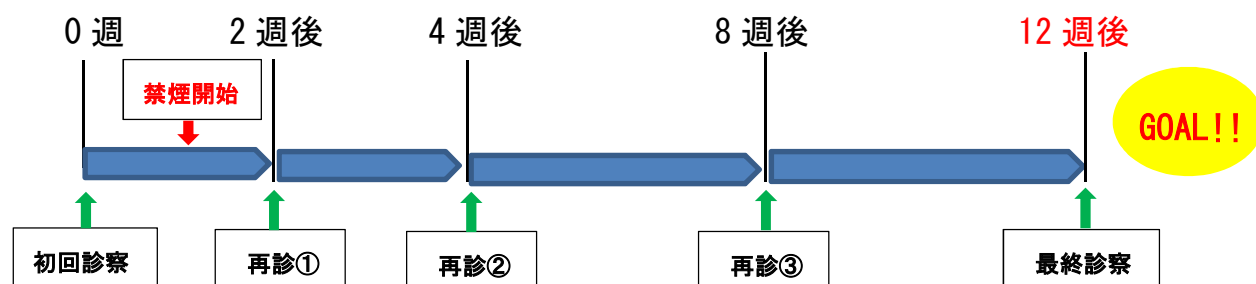 0 週
2 週後
4 週後
8 週後
12 週後
禁煙開始
GOAL!!
初回診察
再診①
再診②
再診③
最終診察